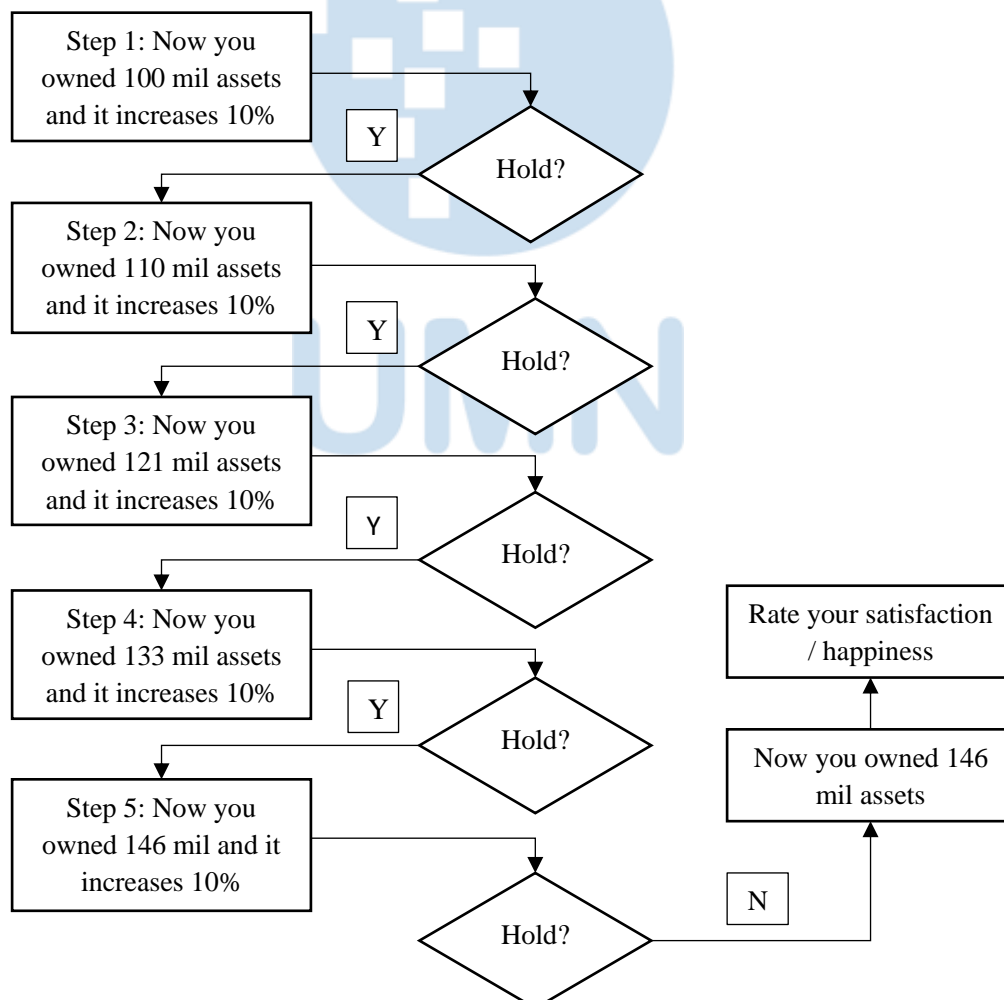 Step 1: Now you
owned 100 mil assets
and it increases 10%
Y
Hold?
Step 2: Now you
owned 110 mil assets
and it increases 10%
Y
Hold?
UMN
Step 3: Now you
owned 121 mil assets
and it increases 10%
Y
Hold?
Step 4: Now you
owned 133 mil assets
and it increases 10%
Y
Hold?
Step 5: Now you
owned 146 mil and it
increases 10%
Hold?
N
Now you owned 146
mil assets
Rate your satisfaction
/ happiness